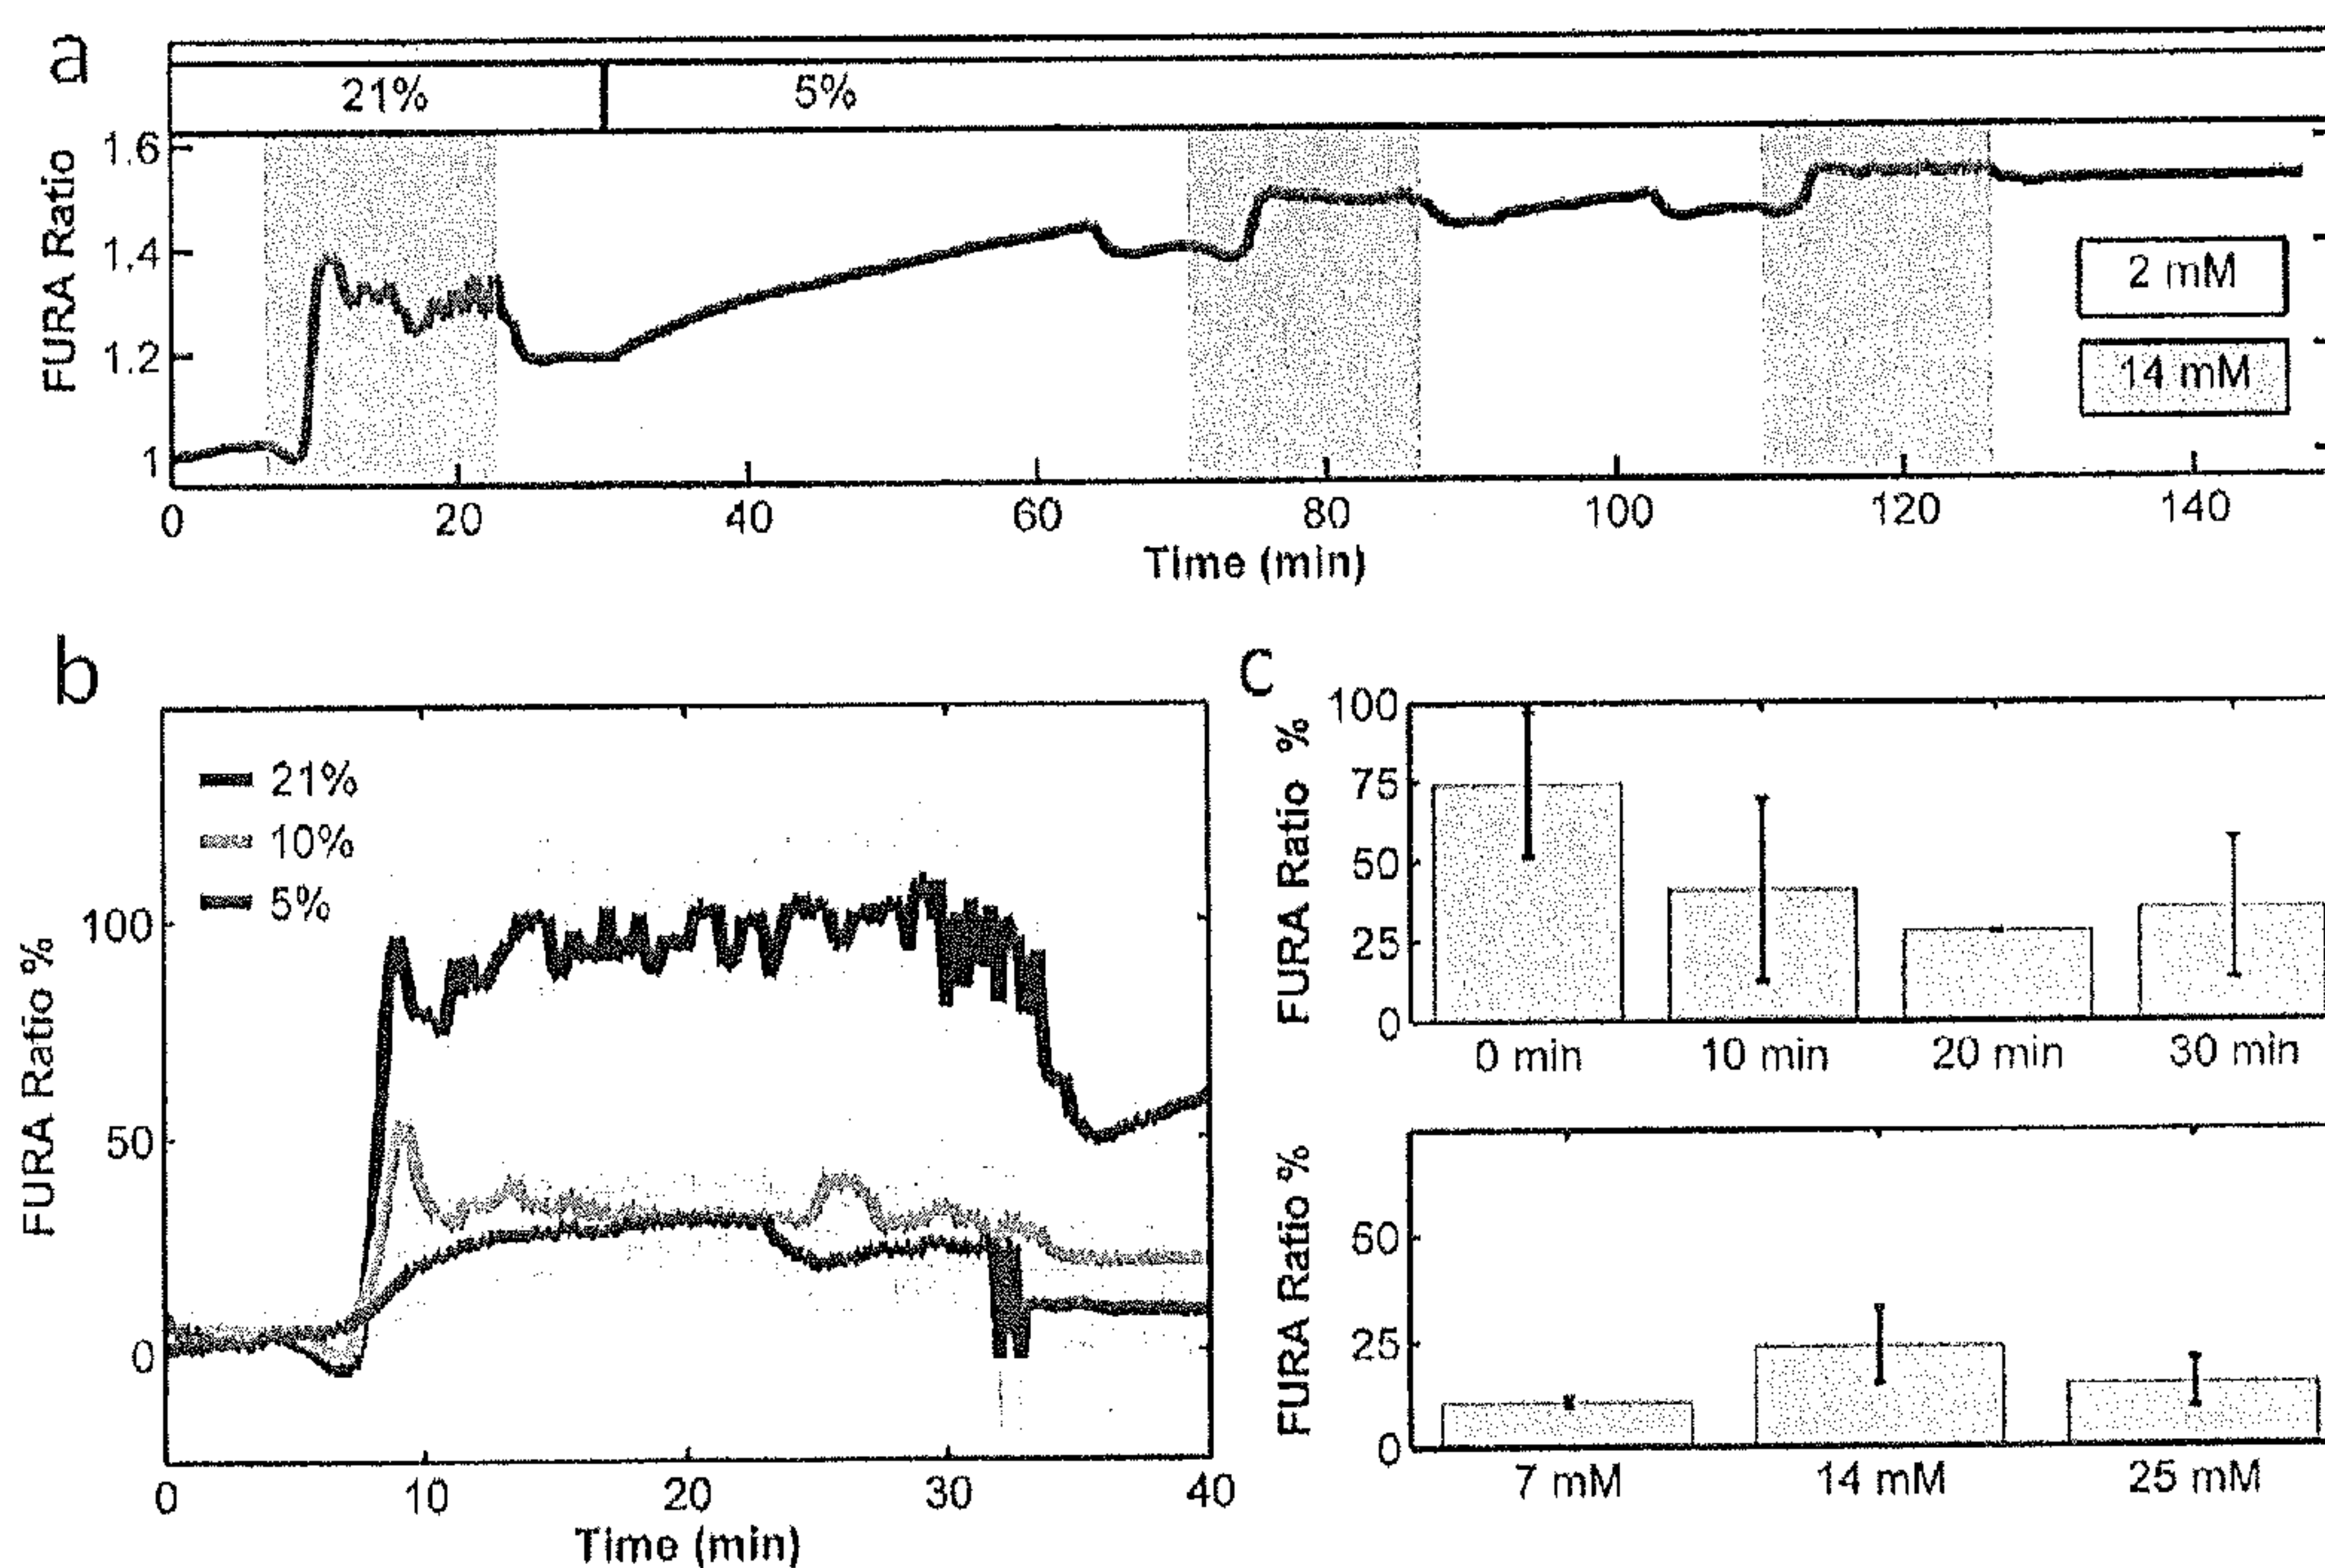 a
21% 5%
FURA Ratio
1.6
1.4
1.2
1
2 mM
14 mM
0 20 40 60 80 100 120 140
Time (min)
b
21%
10%
5%
FURA Ratio %
100
50
0
0 10 20 30 40
Time (min)
c
FURA Ratio %
100
75
50
25
0
0 min 10 min 20 min 30 min
FURA Ratio %
50
25
0
7 mM 14 mM 25 mM